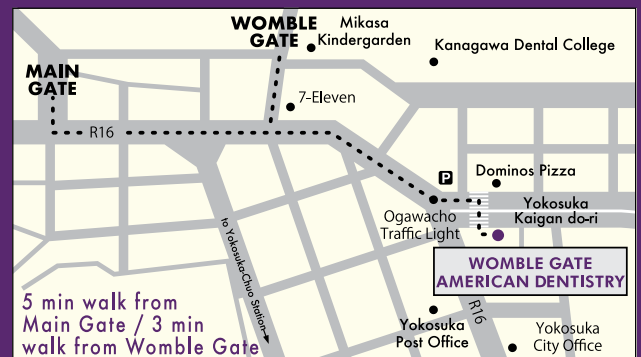 WOMBLE
GATE
Mikasa
Kindergarden
Kanagawa Dental College
MAIN
GATE
7-Eleven
R16
P
Dominos Pizza
Ogawacho
Traffic Light
Yokosuka
Kaigan do-ri
to Yokosuka-Chuo Station
WOMBLE GATE
AMERICAN DENTISTRY
R16
5 min walk from
Main Gate / 3 min
walk from Womble Gate
Yokosuka
Post Office
Yokosuka
City Office